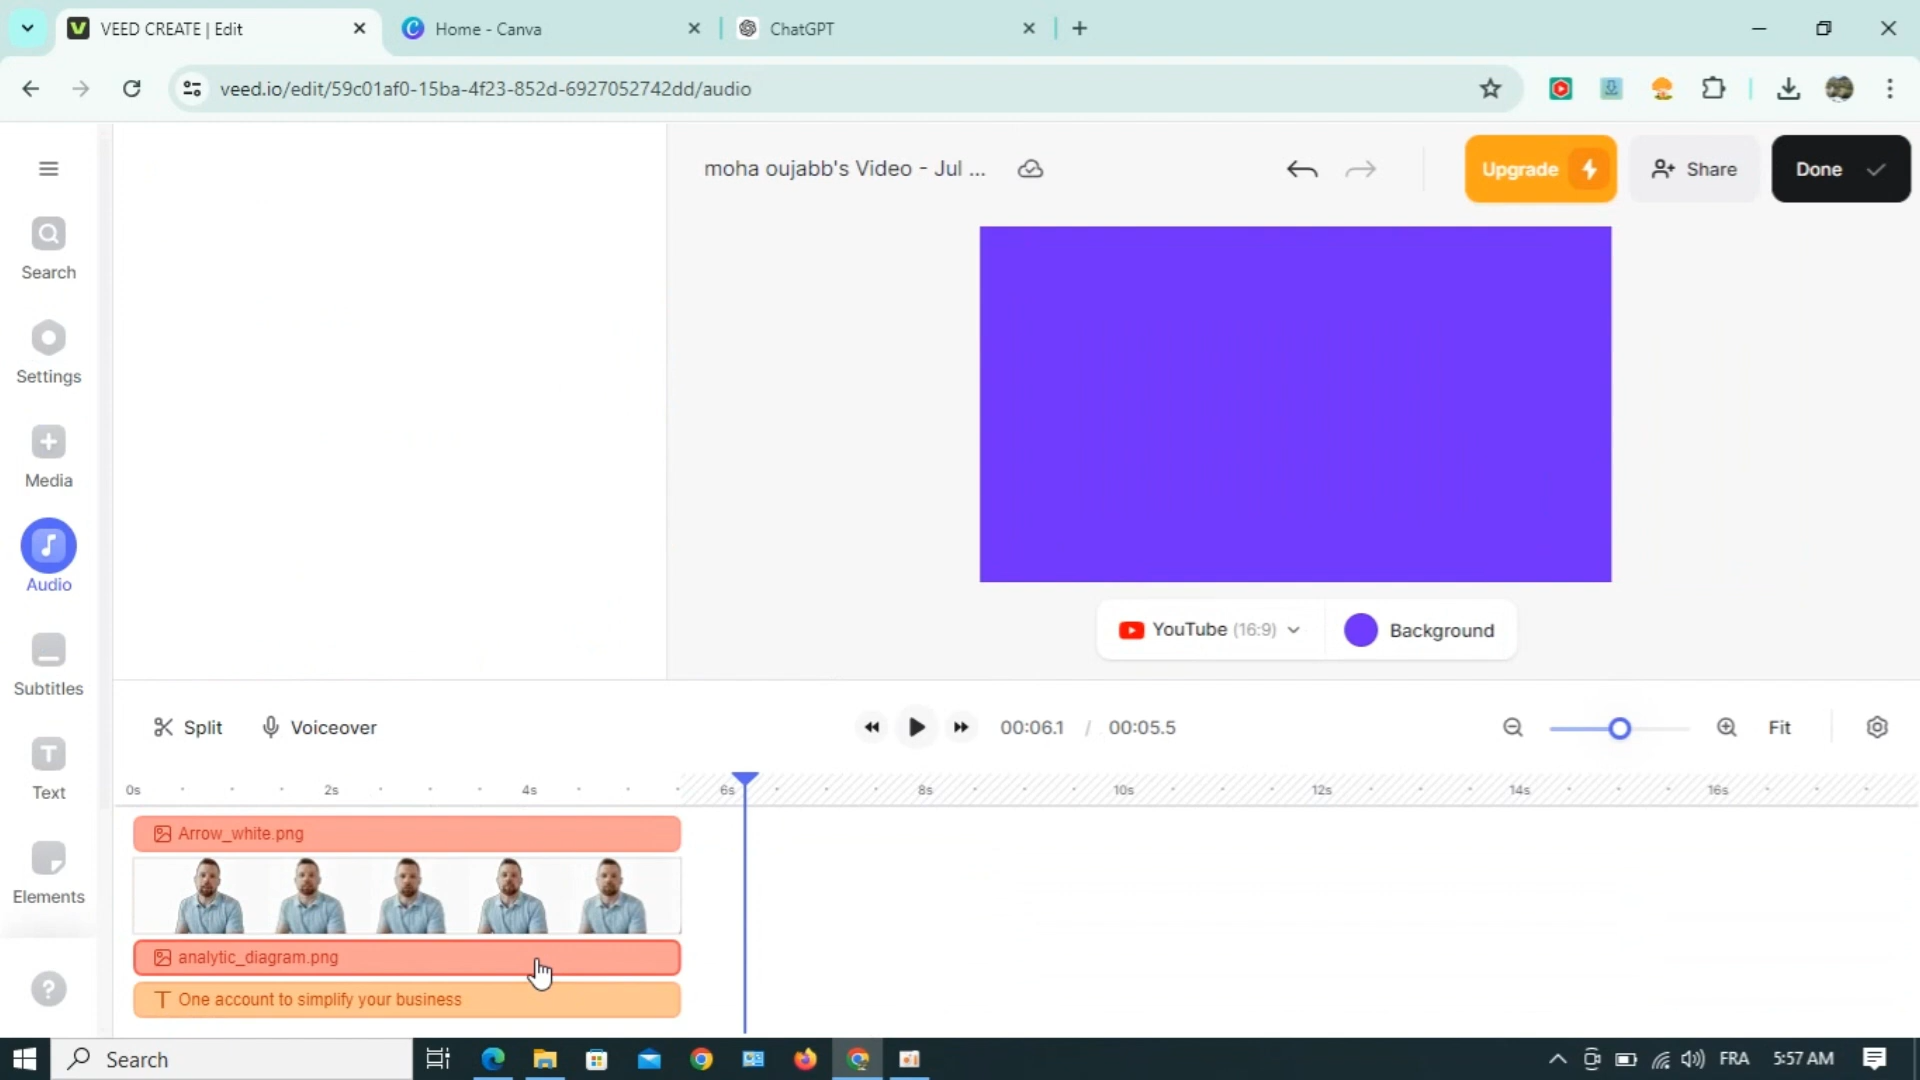 VEED CREATE | Edit
Home - Canva
ChatGPT
veed.io/edit/59c01af0-15ba-4f23-852d-6927052742dd/audio
moha oujabb's Video - Jul ...
Upgrade
Share
Done
Search
Settings
Media
Audio
Subtitles
Text
Elements
YouTube (16:9)
Background
Split
Voiceover
00:06.1 / 00:05.5
Fit
0s 2s 4s 6s 8s 10s 12s 14s 16s
Arrow_white.png
analytic_diagram.png
One account to simplify your business
Search
FRA
5:57 AM